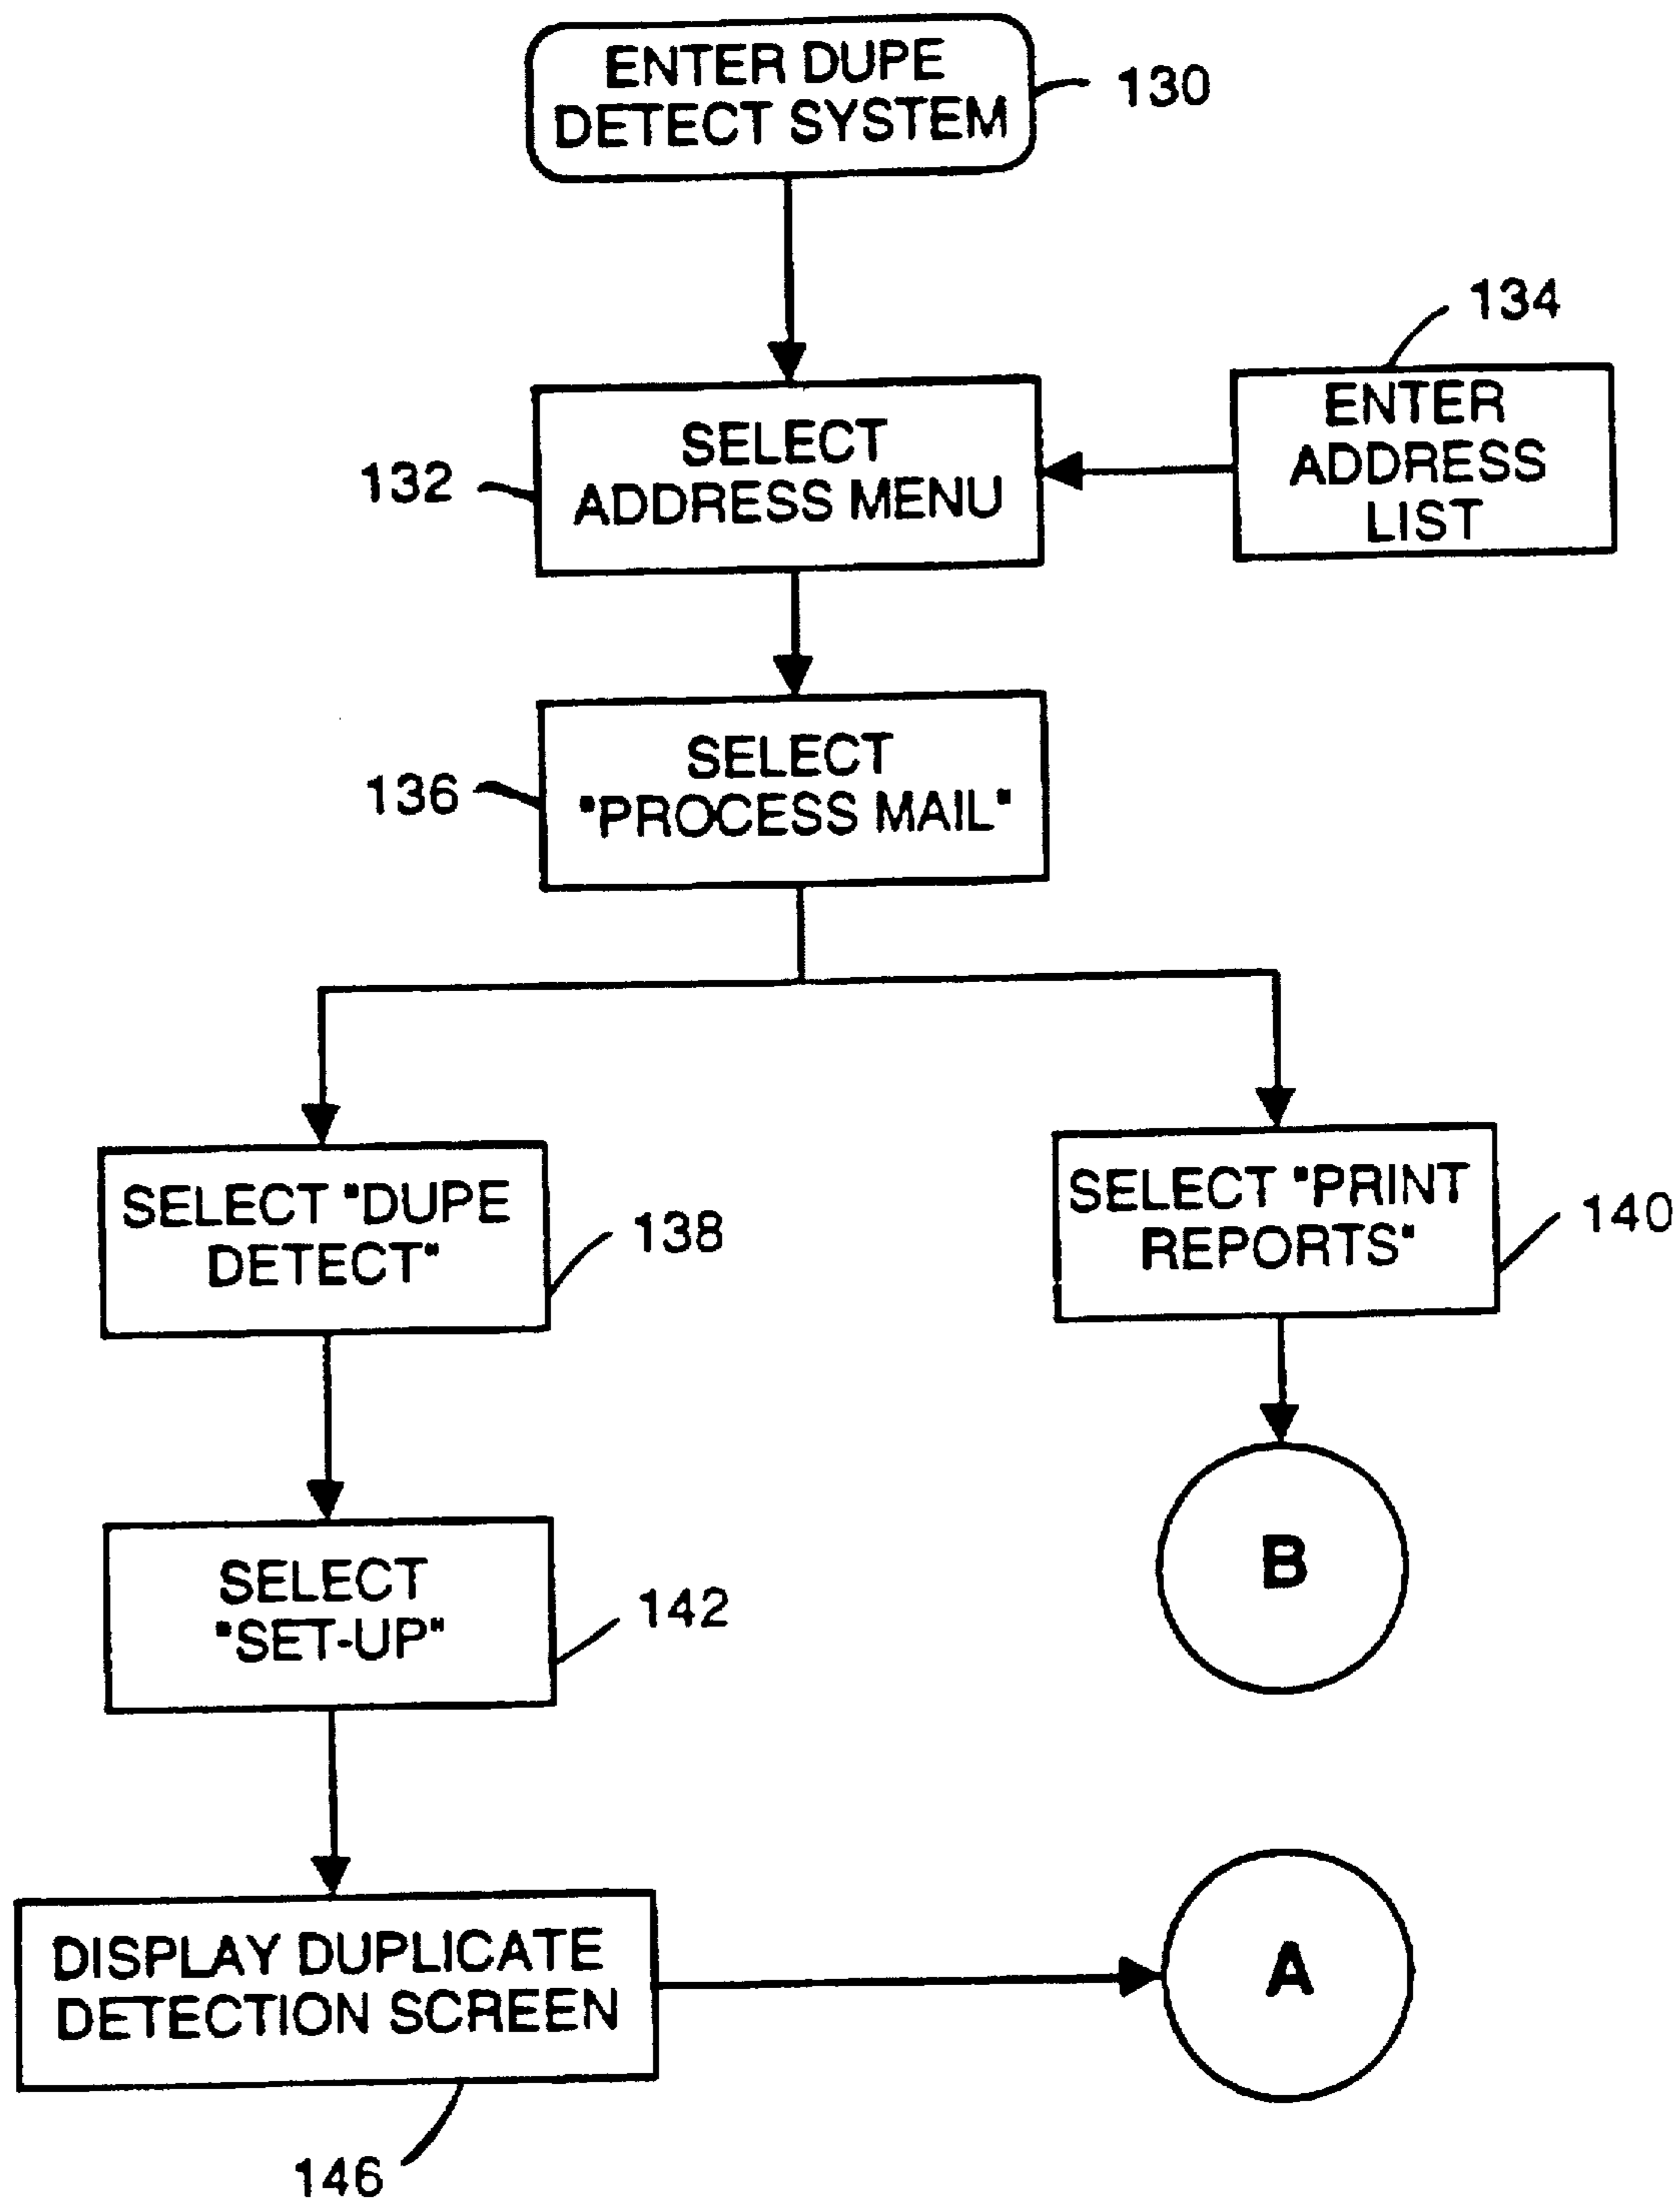 ENTER DUPE
DETECT SYSTEM
130
134
ENTER
ADDRESS
LIST
SELECT
ADDRESS MENU
132
SELECT
"PROCESS MAIL"
136
SELECT "DUPE
DETECT"
138
SELECT "PRINT
REPORTS"
140
SELECT
"SET-UP"
142
B
DISPLAY DUPLICATE
DETECTION SCREEN
146
A